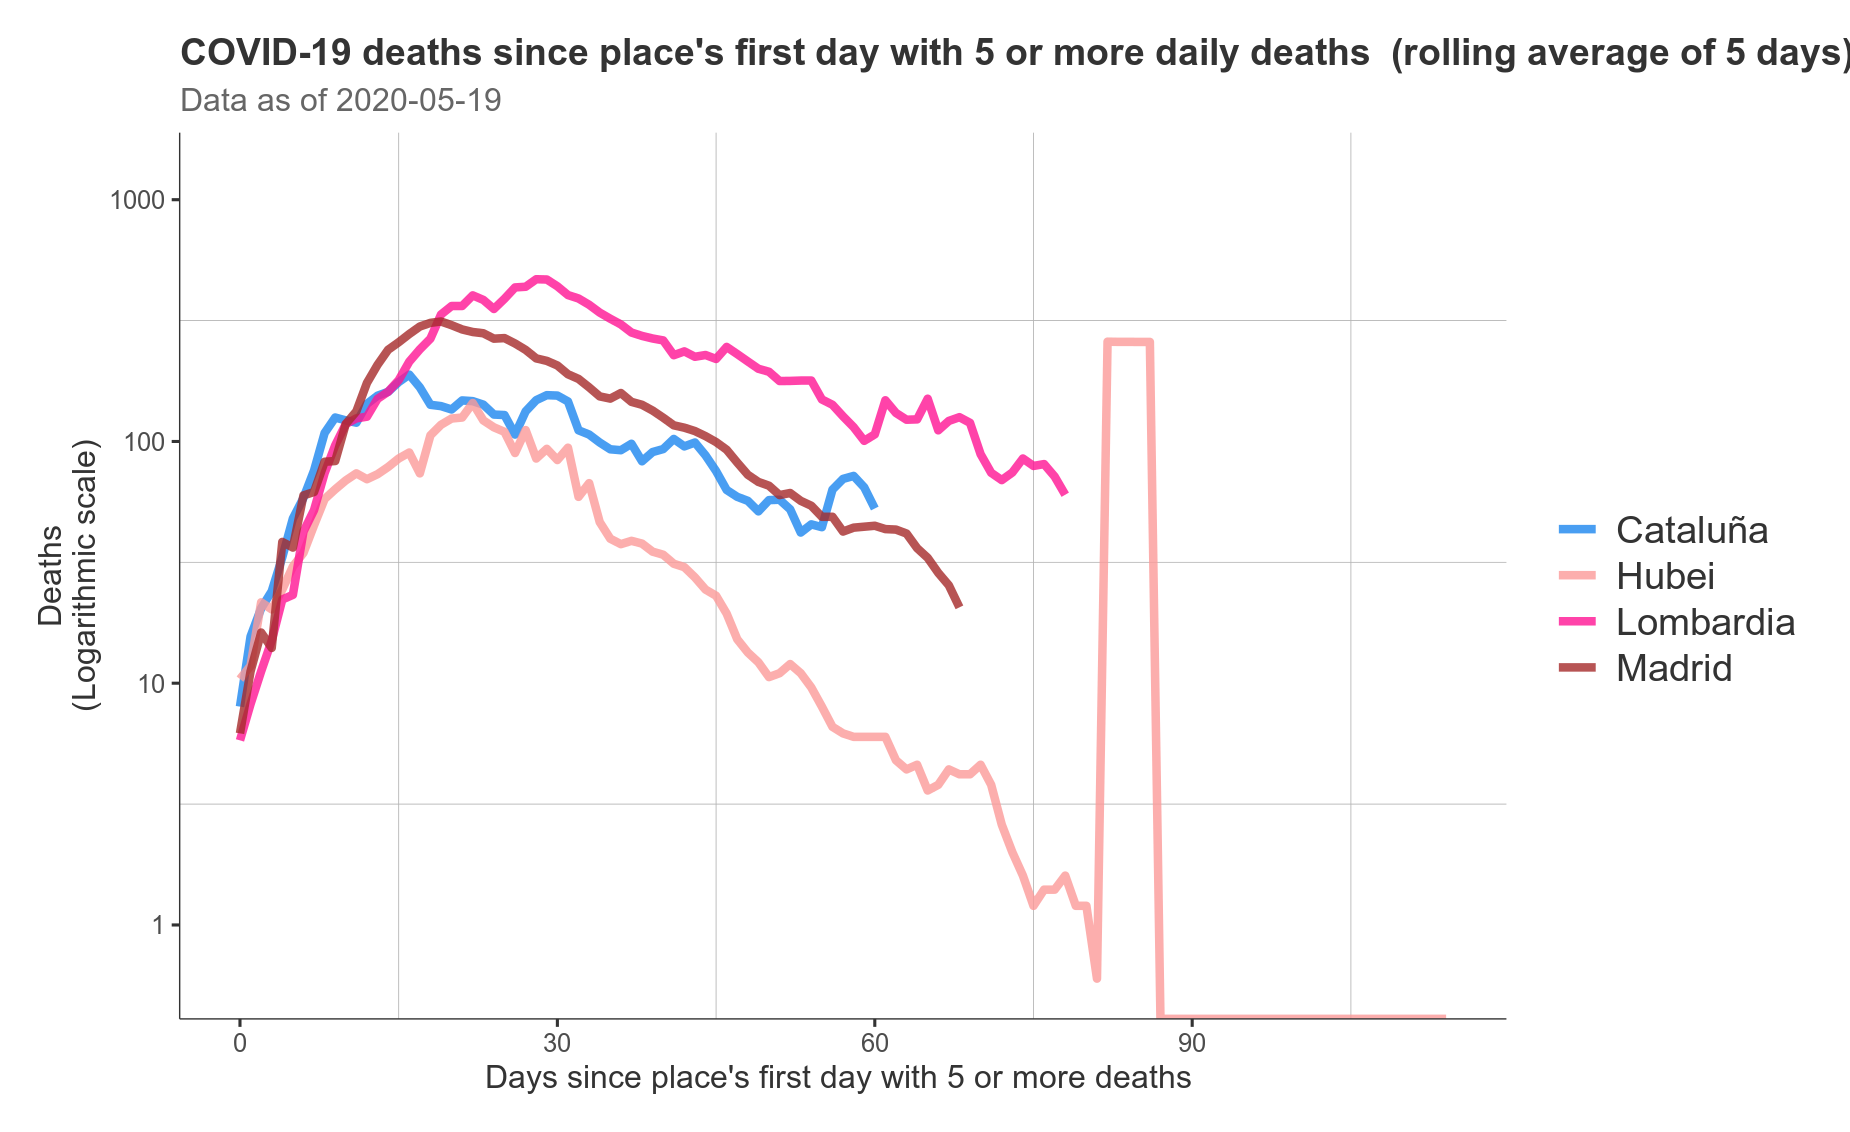 COVID-19 deaths since place's first day with 5 or more daily deaths  (rolling average of 5 days)
Data as of 2020-05-19
Deaths
(Logarithmic scale)
1000
100
10
1
0
30
60
90
Days since place's first day with 5 or more deaths
Cataluña
Hubei
Lombardia
Madrid